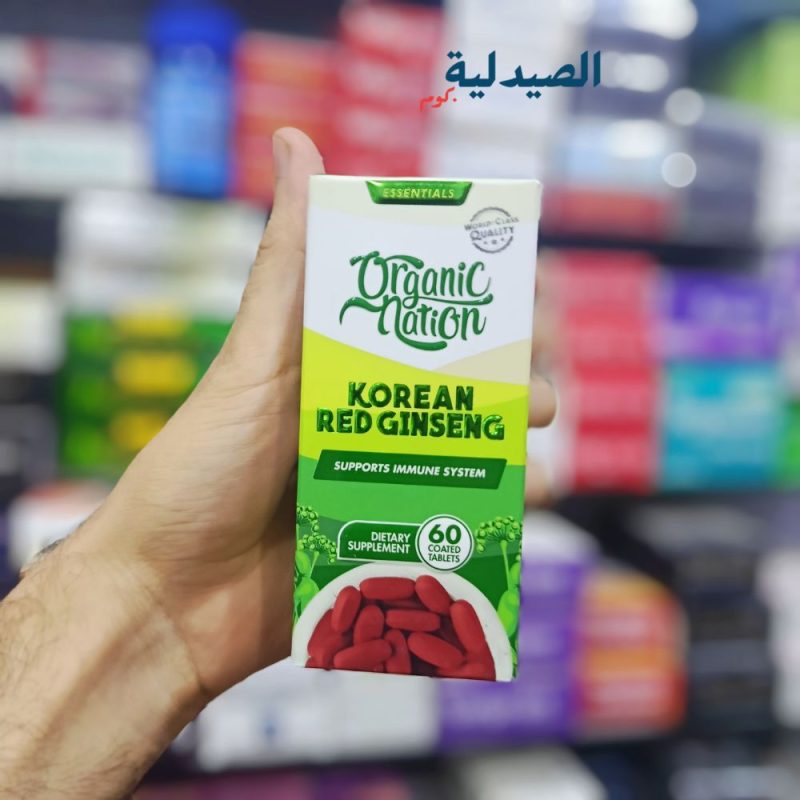 الصيدلية
.كوم
ESSENTIALS
WORLD-CLASS
QUALITY
Organic
Nation
KOREAN
RED GINSENG
SUPPORTS IMMUNE SYSTEM
DIETARY
SUPPLEMENT
60
COATED
TABLETS